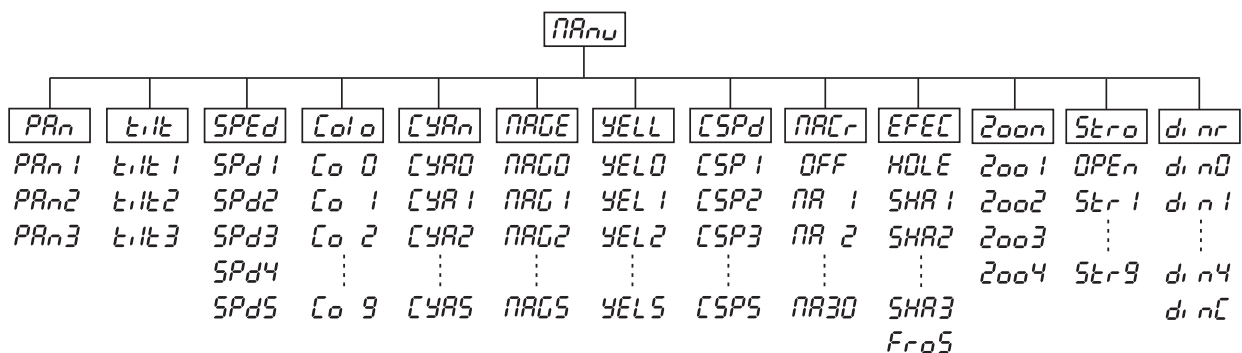 MAnu
PAn tilt SPEd Colo CYAn MAGE YELL CSPd MACr EFEC Zoon Stro dinr
PAn1 tilt1 SPd1 Co 0 CYA0 MAG0 YEL0 CSP1 OFF HOLE Zoo1 OPEn din0
PAn2 tilt2 SPd2 Co 1 CYA1 MAG1 YEL1 CSP2 MA 1 SHA1 Zoo2 Str1 din1
PAn3 tilt3 SPd3 Co 2 CYA2 MAG2 YEL2 CSP3 MA 2 SHA2 Zoo3
SPd4 Zoo4 Str9 din4
SPd5 Co 9 CYA5 MAG5 YEL5 CSP5 MA30 SHA3 dinC
FroS